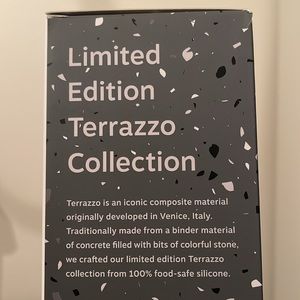 Limited
Edition
Terrazzo
Collection
Terrazzo is an iconic composite material
originally developed in Venice, Italy.
Traditionally made from a binder material
of concrete filled with bits of colorful stone,
we crafted our limited edition Terrazzo
collection from 100% food-safe silicone.